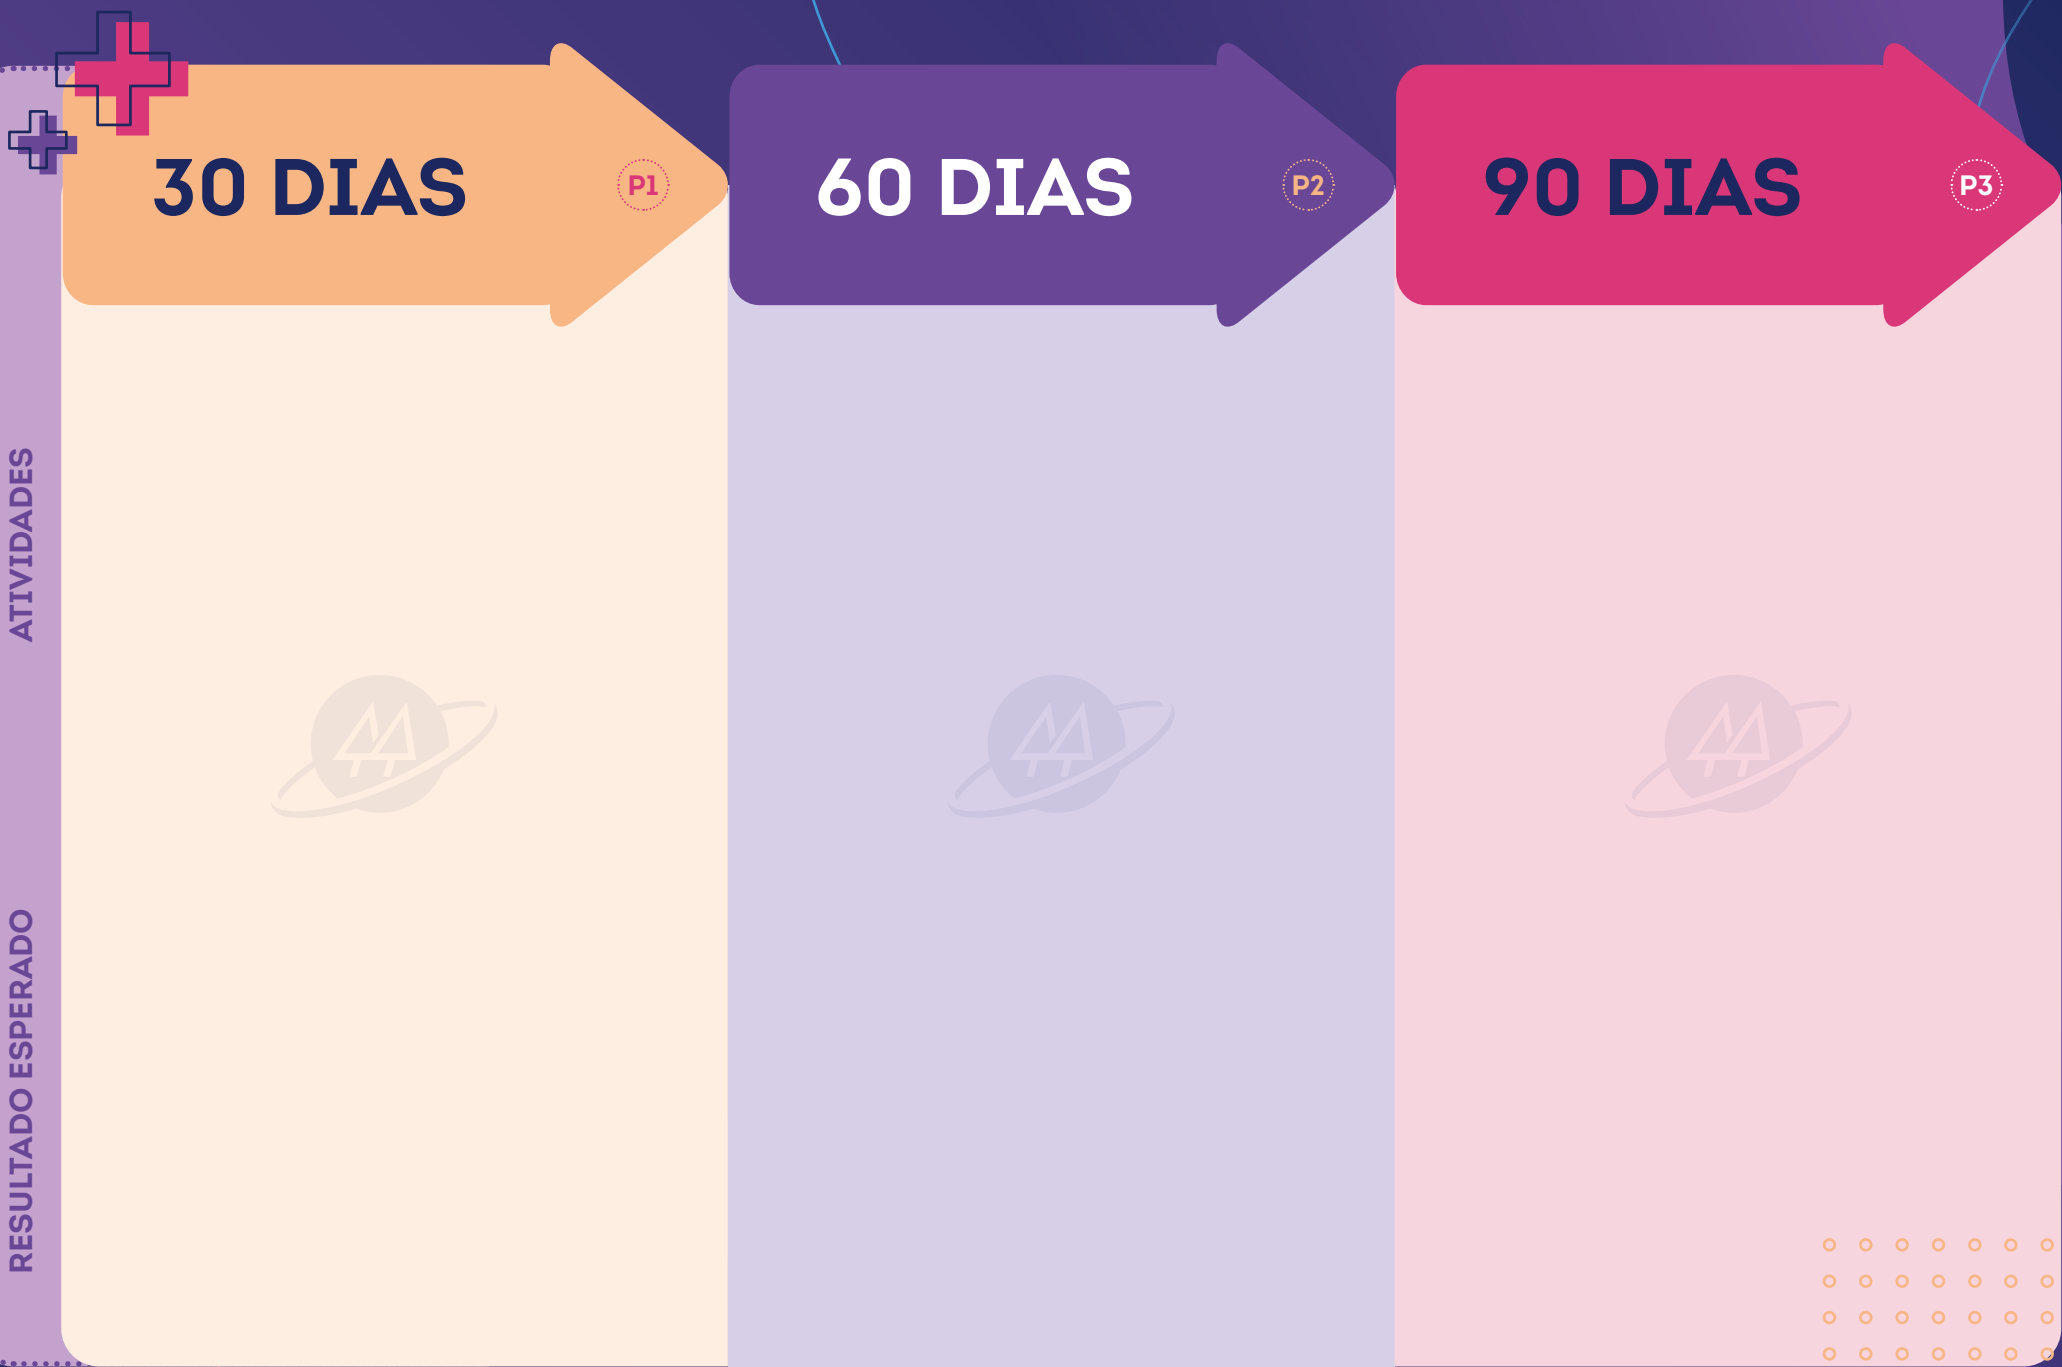 30 DIAS
P1
60 DIAS
P2
90 DIAS
P3
ATIVIDADES
RESULTADO ESPERADO